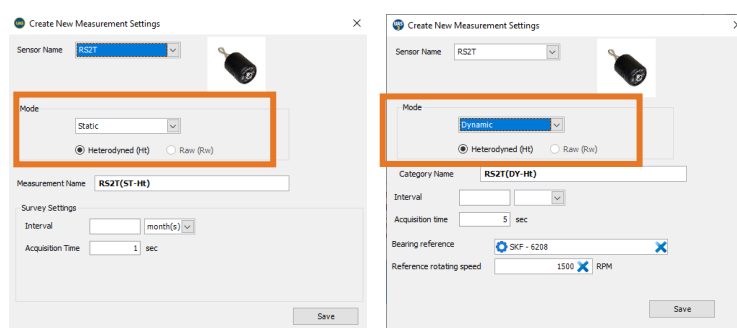 Create New Measurement Settings
Sensor Name RS2T
Mode
Static
Heterodyned (Ht) Raw (Rw)
Measurement Name RS2T(ST-Ht)
Survey Settings
Interval month(s)
Acquisition Time 1 sec
Save
UAS Create New Measurement Settings
Sensor Name RS2T
Mode
Dynamic
Heterodyned (Ht) Raw (Rw)
Category Name RS2T(DY-Ht)
Interval
Acquisition time 5 sec
Bearing reference SKF - 6208
Reference rotating speed 1500 RPM
Save